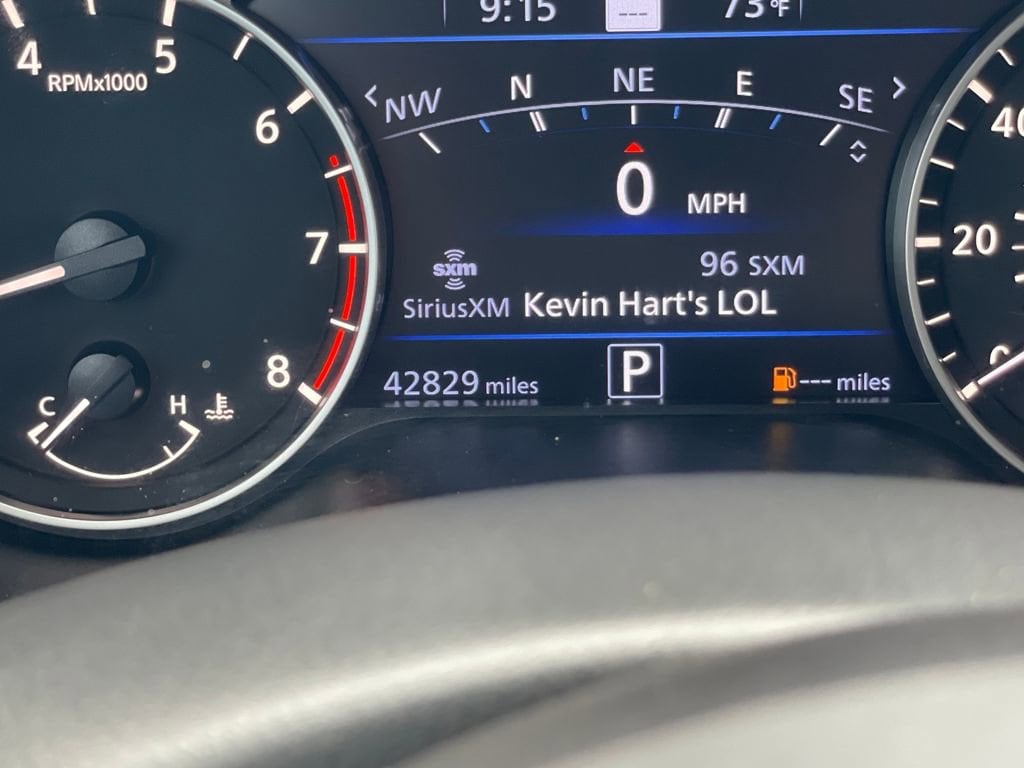 9:15 --- 73°F
4 5
RPMx1000
6
7
8
C H
< NW N NE E SE >
0 MPH
sxm 96 SXM
SiriusXM Kevin Hart's LOL
42829 miles P --- miles
40
20
0